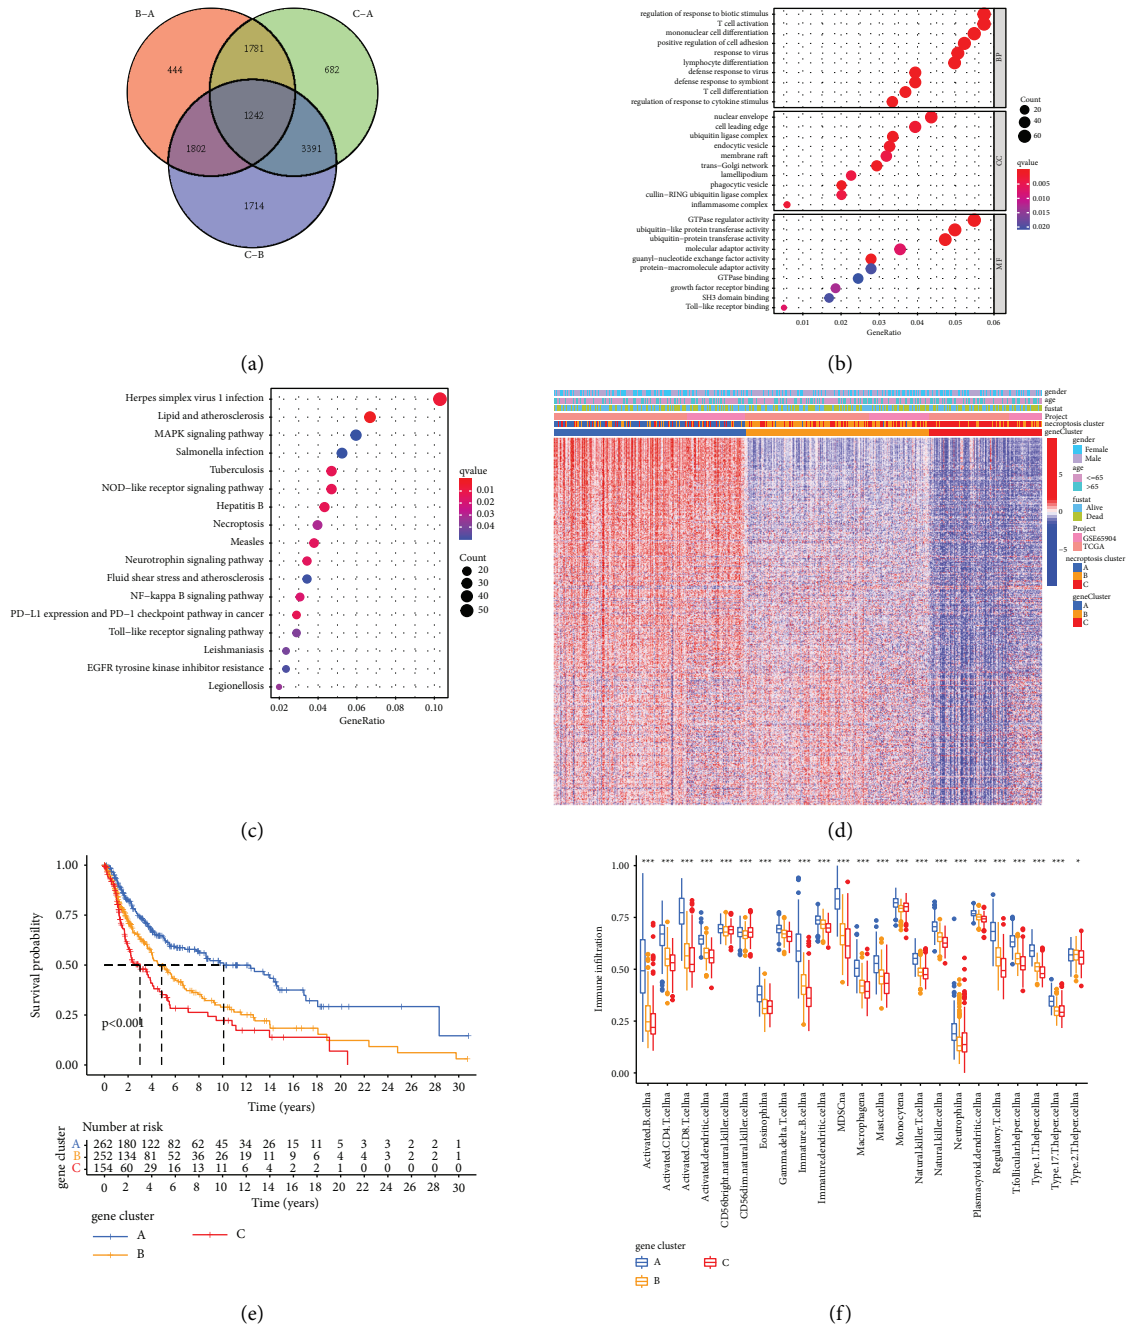 B−A
C−A
1781
444
682
1242
1802
3391
1714
C−B
(a)
regulation of response to biotic stimulus
T cell activation
mononuclear cell differentiation
positive regulation of cell adhesion
response to virus
lymphocyte differentiation
defense response to virus
defense response to symbiont
T cell differentiation
regulation of response to cytokine stimulus
BP
nuclear envelope
cell leading edge
ubiquitin ligase complex
endocytic vesicle
membrane raft
trans−Golgi network
lamellipodium
phagocytic vesicle
cullin−RING ubiquitin ligase complex
inflammasome complex
CC
GTPase regulator activity
ubiquitin−like protein transferase activity
ubiquitin−protein transferase activity
molecular adaptor activity
guanyl−nucleotide exchange factor activity
protein−macromolecule adaptor activity
GTPase binding
growth factor receptor binding
SH3 domain binding
Toll−like receptor binding
MF
0.01 0.02 0.03 0.04 0.05 0.06
GeneRatio
Count
20
40
60
qvalue
0.005
0.010
0.015
0.020
(b)
Herpes simplex virus 1 infection
Lipid and atherosclerosis
MAPK signaling pathway
Salmonella infection
Tuberculosis
NOD−like receptor signaling pathway
Hepatitis B
Necroptosis
Measles
Neurotrophin signaling pathway
Fluid shear stress and atherosclerosis
NF−kappa B signaling pathway
PD−L1 expression and PD−1 checkpoint pathway in cancer
Toll−like receptor signaling pathway
Leishmaniasis
EGFR tyrosine kinase inhibitor resistance
Legionellosis
0.02 0.04 0.06 0.08 0.10
GeneRatio
qvalue
0.01
0.02
0.03
0.04
Count
20
30
40
50
(c)
gender
age
fustat
Project
necroptosis cluster
geneCluster
5
0
−5
gender
Female
Male
age
<=65
>65
fustat
Alive
Dead
Project
GSE65904
TCGA
necroptosis cluster
A
B
C
geneCluster
A
B
C
(d)
1.00
0.75
0.50
0.25
0.00
Survival probability
p<0.001
0 2 4 6 8 10 12 14 16 18 20 22 24 26 28 30
Time (years)
Number at risk
gene cluster
A 262 180 122 82 62 45 34 26 15 11 5 3 3 2 2 1
B 252 134 81 52 36 26 19 11 9 6 4 4 3 2 2 1
C 154 60 29 16 13 11 6 4 2 2 1 0 0 0 0 0
0 2 4 6 8 10 12 14 16 18 20 22 24 26 28 30
Time (years)
gene cluster
A
B
C
(e)
1.00
0.75
0.50
0.25
0.00
Immune infiltration
*** *** *** *** *** *** *** *** *** *** *** *** *** *** *** *** *** *** *** *** *** *** *
Activated.B.cellna
Activated.CD4.T.cellna
Activated.CD8.T.cellna
Activated.dendritic.cellna
CD56bright.natural.killer.cellna
CD56dim.natural.killer.cellna
Eosinophilna
Gamma.delta.T.cellna
Immature..B.cellna
Immature.dendritic.cellna
MDSCna
Macrophagena
Mast.cellna
Monocytena
Natural.killer.T.cellna
Natural.killer.cellna
Neutrophilna
Plasmacytoid.dendritic.cellna
Regulatory.T.cellna
T.follicular.helper.cellna
Type.1.T.helper.cellna
Type.17.T.helper.cellna
Type.2.T.helper.cellna
gene cluster
A
B
C
(f)